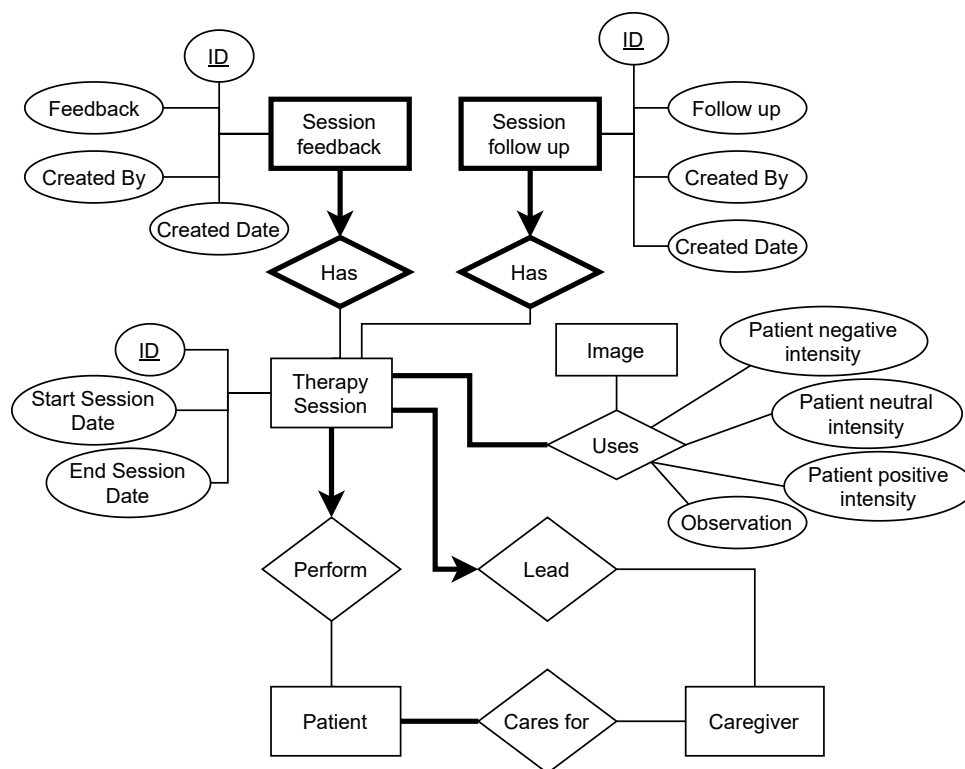 ID
ID
Feedback
Session
feedback
Session
follow up
Follow up
Created By
Created By
Created Date
Created Date
Has
Has
ID
Image
Patient negative
intensity
Therapy
Session
Start Session
Date
Patient neutral
intensity
Uses
End Session
Date
Patient positive
intensity
Observation
Perform
Lead
Patient
Cares for
Caregiver